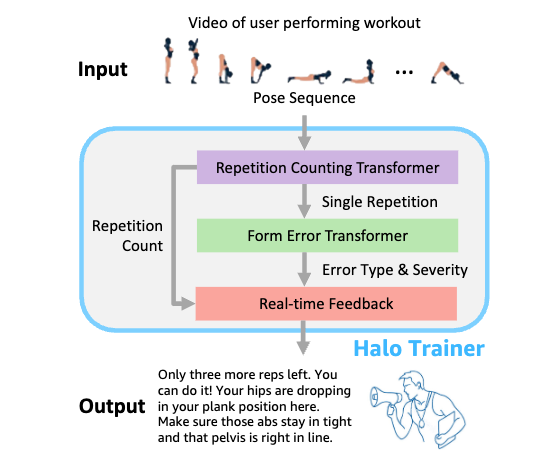 Video of user performing workout
Input
...
Pose Sequence
Repetition Counting Transformer
Single Repetition
Repetition
Count
Form Error Transformer
Error Type & Severity
Real-time Feedback
Halo Trainer
Output
Only three more reps left. You
can do it! Your hips are dropping
in your plank position here.
Make sure those abs stay in tight
and that pelvis is right in line.